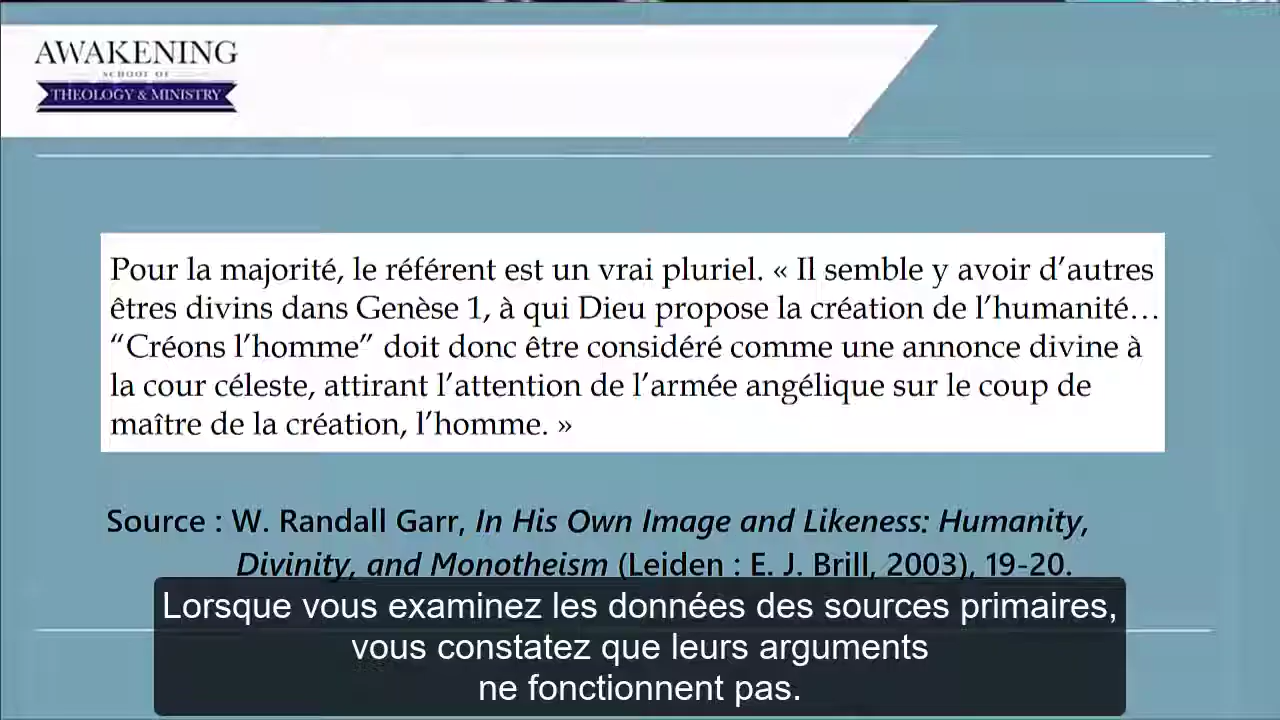 AWAKENING
SCHOOL OF
THEOLOGY & MINISTRY
Pour la majorité, le référent est un vrai pluriel. « Il semble y avoir d’autres
êtres divins dans Genèse 1, à qui Dieu propose la création de l’humanité…
“Créons l’homme” doit donc être considéré comme une annonce divine à
la cour céleste, attirant l’attention de l’armée angélique sur le coup de
maître de la création, l’homme. »
Source : W. Randall Garr, In His Own Image and Likeness: Humanity,
Divinity, and Monotheism (Leiden : E. J. Brill, 2003), 19-20.
Lorsque vous examinez les données des sources primaires,
vous constatez que leurs arguments
ne fonctionnent pas.